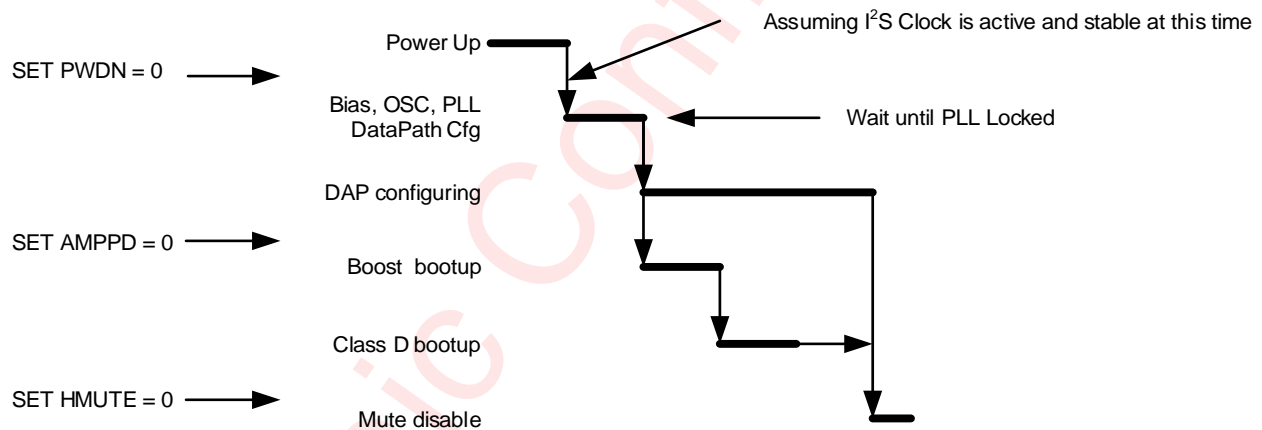 Assuming I²S Clock is active and stable at this time
Power Up
SET PWDN = 0
Bias, OSC, PLL
DataPath Cfg
Wait until PLL Locked
DAP configuring
SET AMPPD = 0
Boost bootup
Class D bootup
SET HMUTE = 0
Mute disable